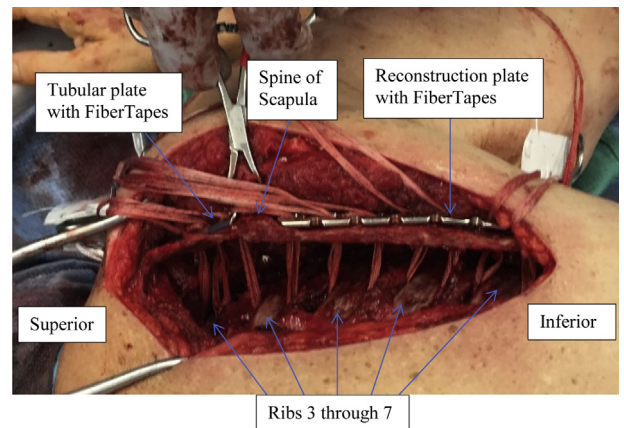 Tubular plate
with FiberTapes
Spine of
Scapula
Reconstruction plate
with FiberTapes
Superior
Inferior
Ribs 3 through 7